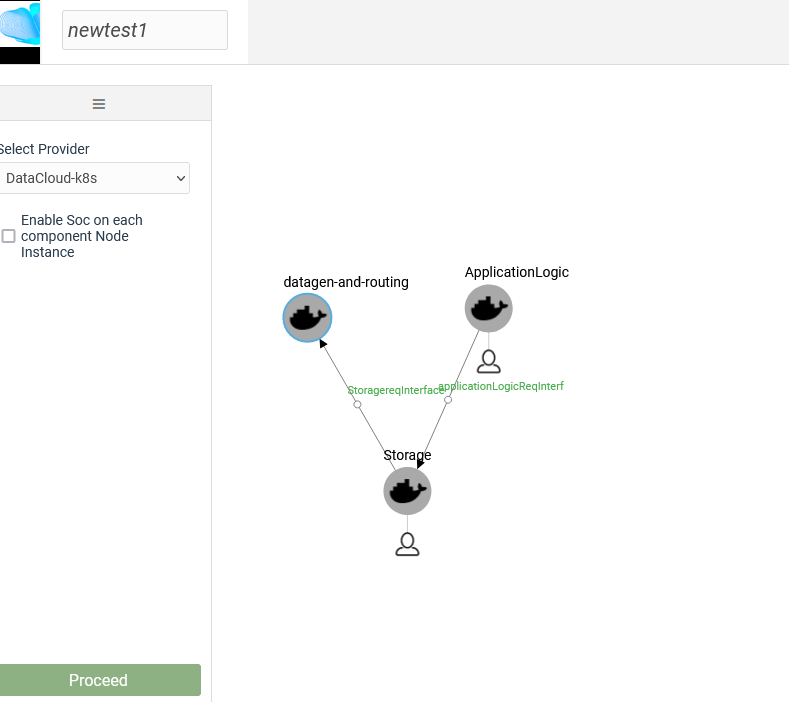 newtest1
Select Provider
DataCloud-k8s
Enable Soc on each
component Node
Instance
datagen-and-routing
ApplicationLogic
StoragereqInterface
applicationLogicReqInterf
Storage
Proceed